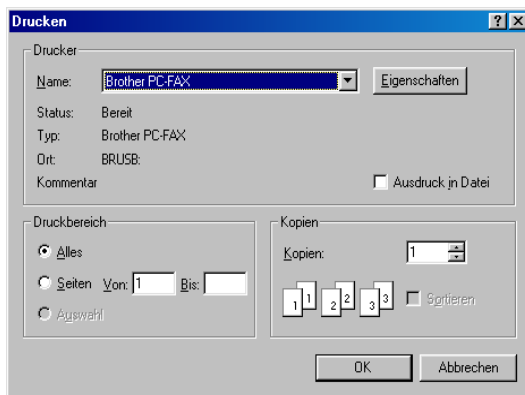 Drucken
Drucker
Name: Brother PC-FAX Eigenschaften
Status: Bereit
Typ: Brother PC-FAX
Ort: BRUSB:
Kommentar Ausdruck in Datei
Druckbereich
Alles
Seiten Von: 1 Bis:
Auswahl
Kopien
Kopien: 1
1 1 2 2 3 3 Sortieren
OK Abbrechen